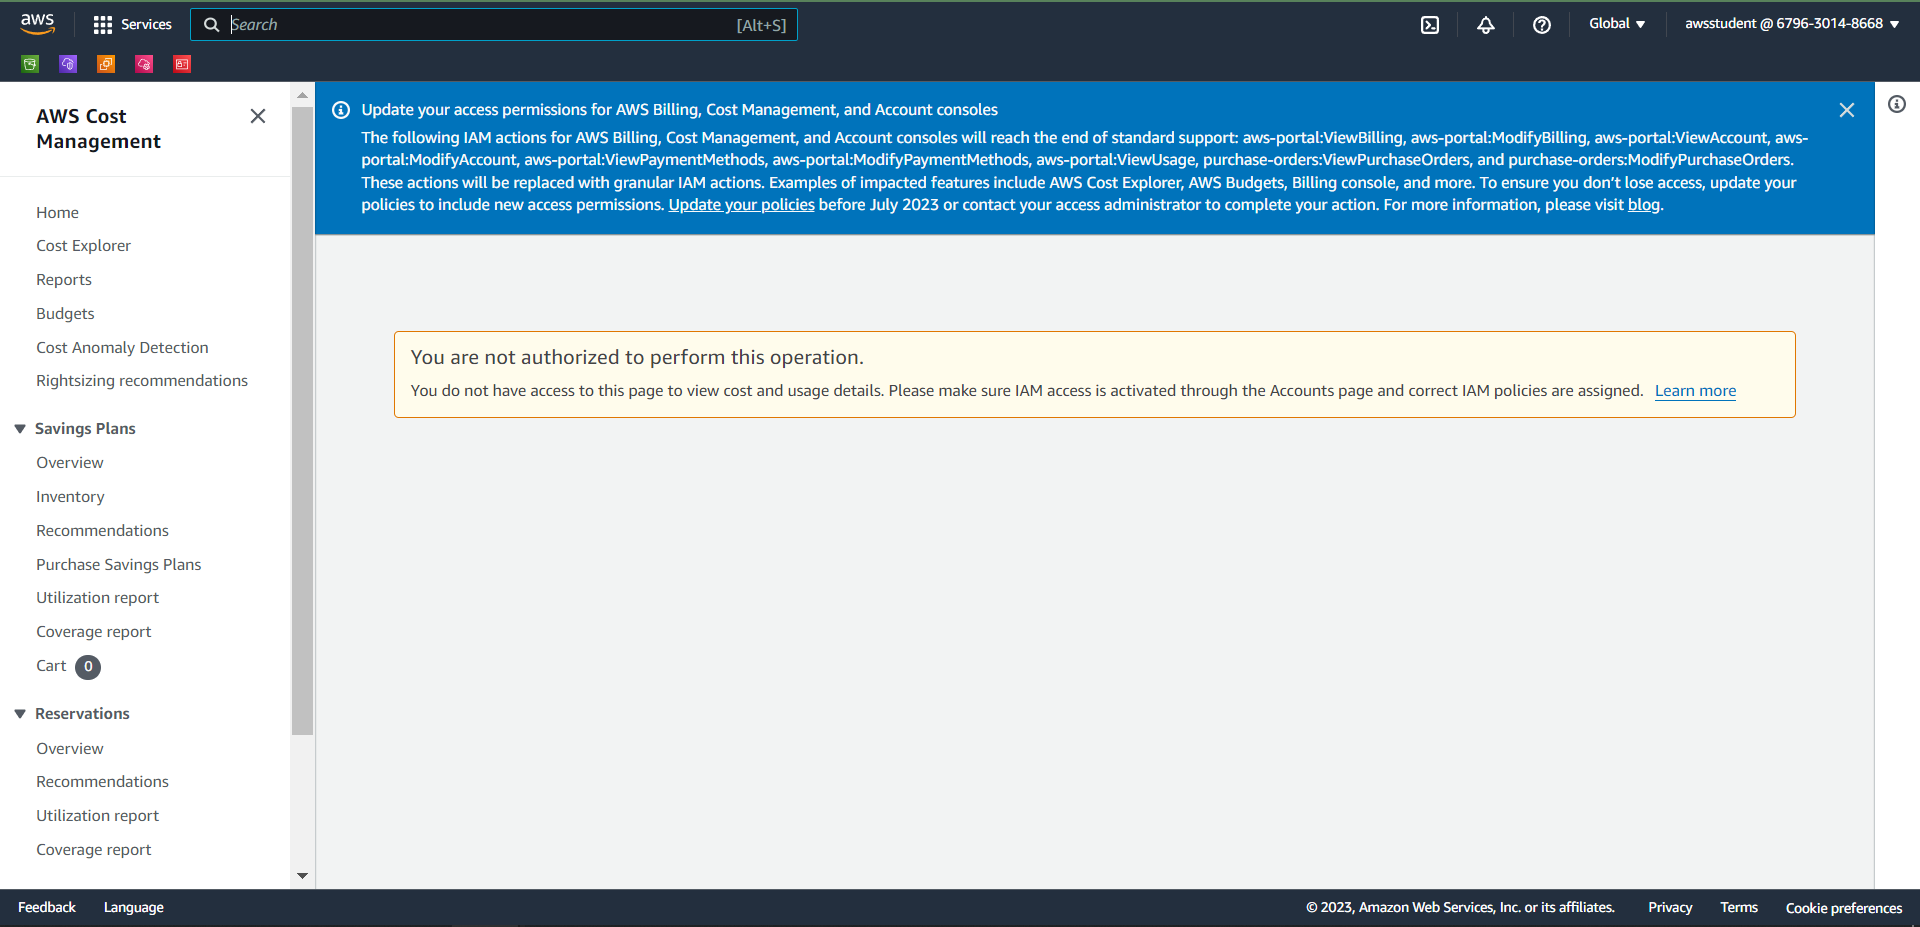 aws
Services
Search
[Alt+S]
Global
awsstudent @ 6796-3014-8668
AWS Cost
Management
Home
Cost Explorer
Reports
Budgets
Cost Anomaly Detection
Rightsizing recommendations
Savings Plans
Overview
Inventory
Recommendations
Purchase Savings Plans
Utilization report
Coverage report
Cart 0
Reservations
Overview
Recommendations
Utilization report
Coverage report
Update your access permissions for AWS Billing, Cost Management, and Account consoles
The following IAM actions for AWS Billing, Cost Management, and Account consoles will reach the end of standard support: aws-portal:ViewBilling, aws-portal:ModifyBilling, aws-portal:ViewAccount, aws-
portal:ModifyAccount, aws-portal:ViewPaymentMethods, aws-portal:ModifyPaymentMethods, aws-portal:ViewUsage, purchase-orders:ViewPurchaseOrders, and purchase-orders:ModifyPurchaseOrders.
These actions will be replaced with granular IAM actions. Examples of impacted features include AWS Cost Explorer, AWS Budgets, Billing console, and more. To ensure you don’t lose access, update your
policies to include new access permissions. Update your policies before July 2023 or contact your access administrator to complete your action. For more information, please visit blog.
You are not authorized to perform this operation.
You do not have access to this page to view cost and usage details. Please make sure IAM access is activated through the Accounts page and correct IAM policies are assigned. Learn more
Feedback
Language
© 2023, Amazon Web Services, Inc. or its affiliates.
Privacy
Terms
Cookie preferences